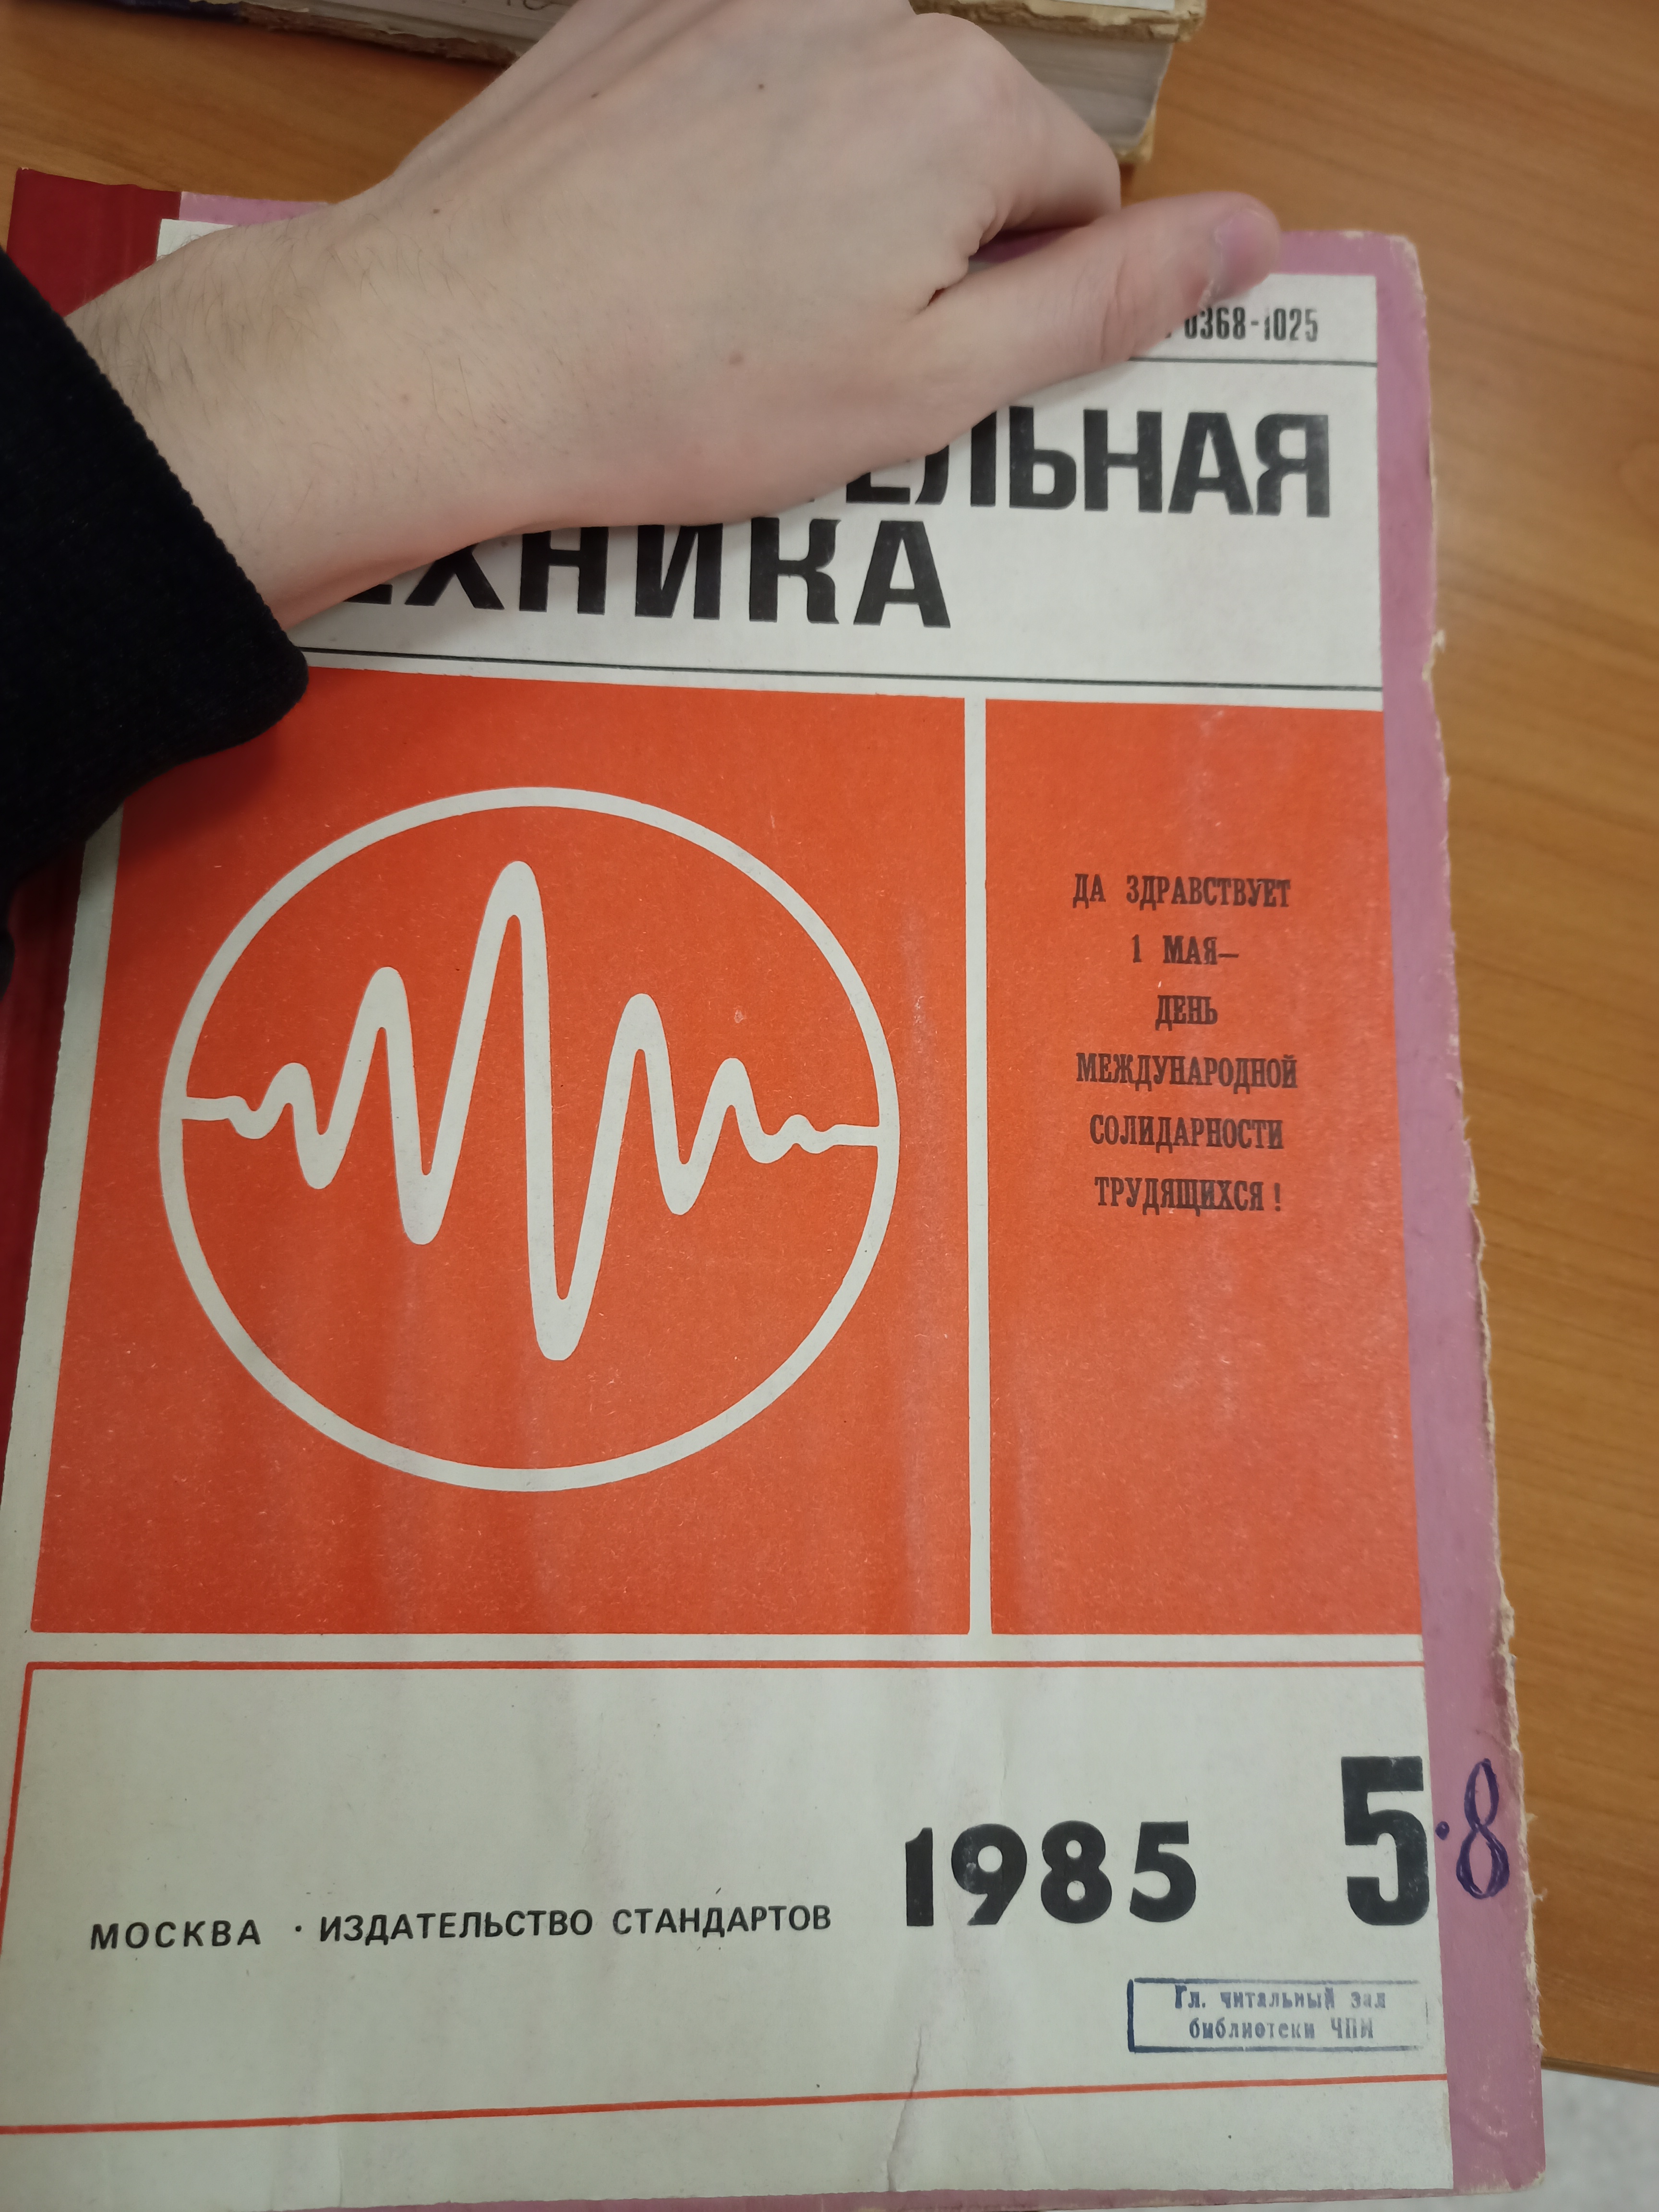 0368-1025
ЕЛЬНАЯ
ЕХНИКА
ДА ЗДРАВСТВУЕТ
1 МАЯ—
ДЕНЬ
МЕЖДУНАРОДНОЙ
СОЛИДАРНОСТИ
ТРУДЯЩИХСЯ!
МОСКВА · ИЗДАТЕЛЬСТВО СТАНДАРТОВ 1985 5·8
Гл. читальный зал
библиотеки ЧПИ